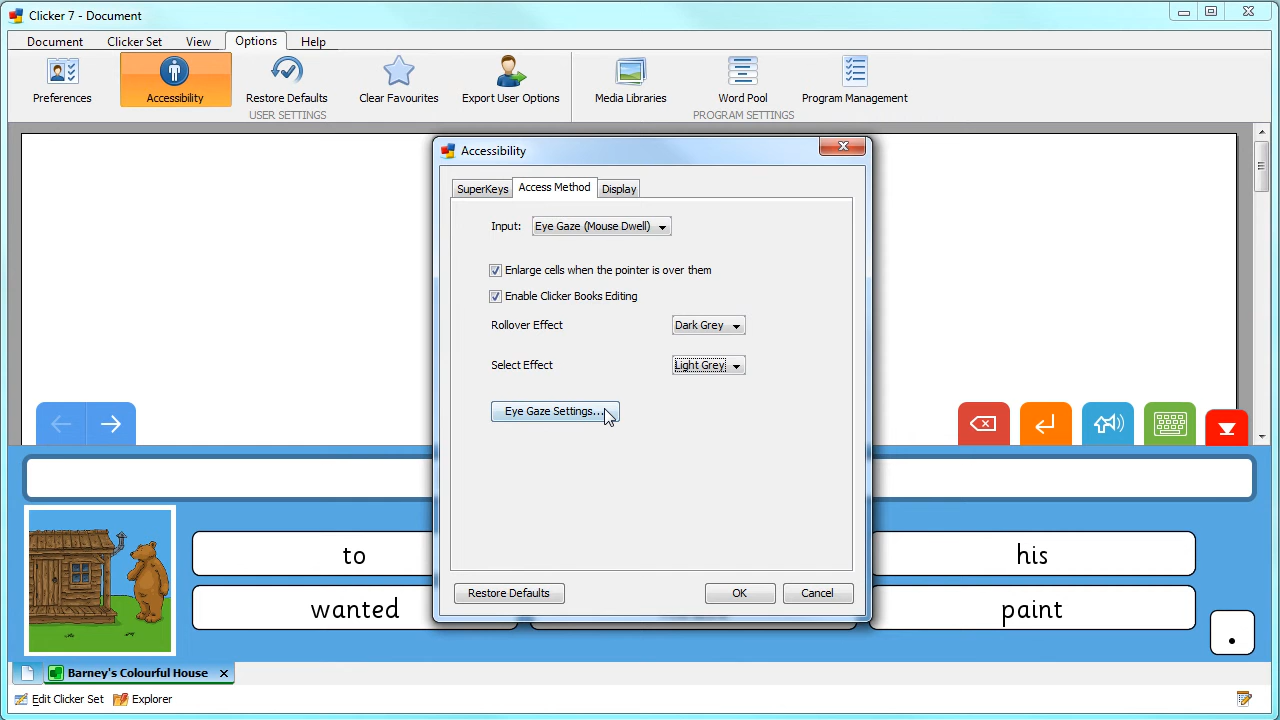 Clicker 7 - Document
Document Clicker Set View Options Help
Preferences Accessibility Restore Defaults Clear Favourites Export User Options Media Libraries Word Pool Program Management
USER SETTINGS PROGRAM SETTINGS
Accessibility
SuperKeys Access Method Display
Input: Eye Gaze (Mouse Dwell)
Enlarge cells when the pointer is over them
Enable Clicker Books Editing
Rollover Effect Dark Grey
Select Effect Light Grey
Eye Gaze Settings...
to his
Restore Defaults OK Cancel
wanted paint
.
Barney's Colourful House
Edit Clicker Set Explorer